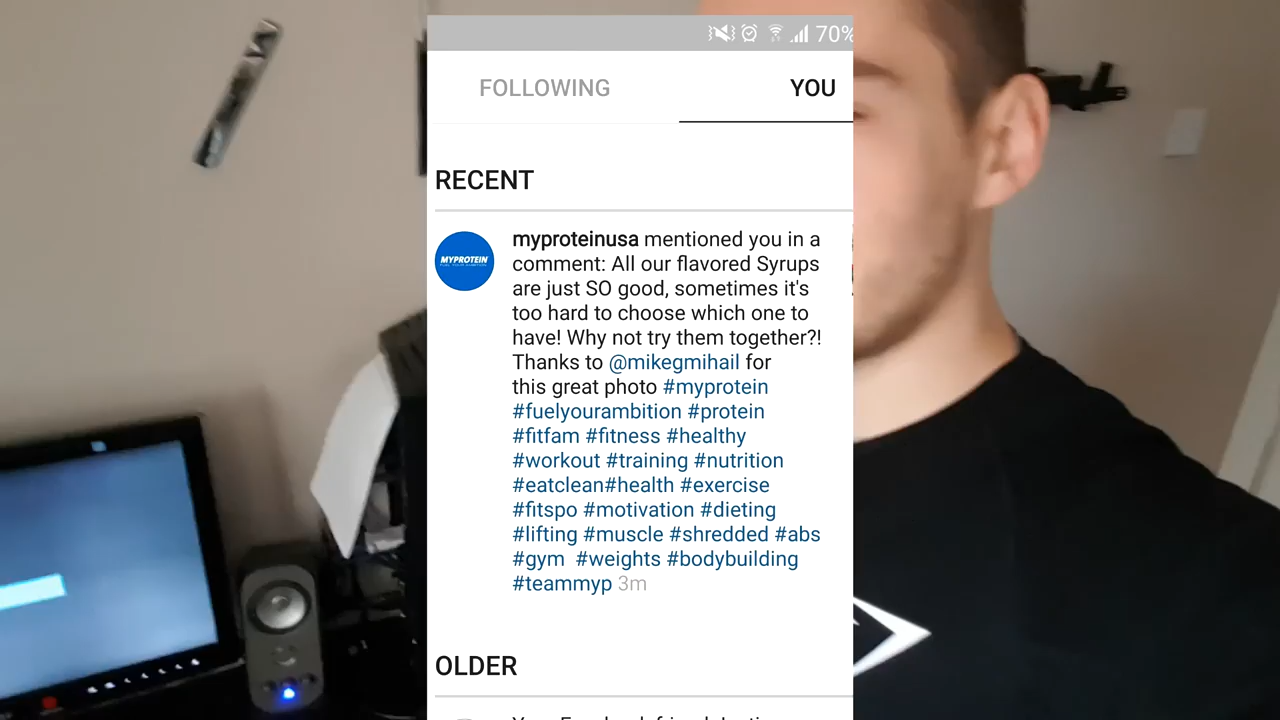 70%
FOLLOWING
YOU
RECENT
MYPROTEIN
myproteinusa mentioned you in a
comment: All our flavored Syrups
are just SO good, sometimes it's
too hard to choose which one to
have! Why not try them together?!
Thanks to @mikegmihail for
this great photo #myprotein
#fuelyourambition #protein
#fitfam #fitness #healthy
#workout #training #nutrition
#eatclean#health #exercise
#fitspo #motivation #dieting
#lifting #muscle #shredded #abs
#gym  #weights #bodybuilding
#teammyp 3m
OLDER